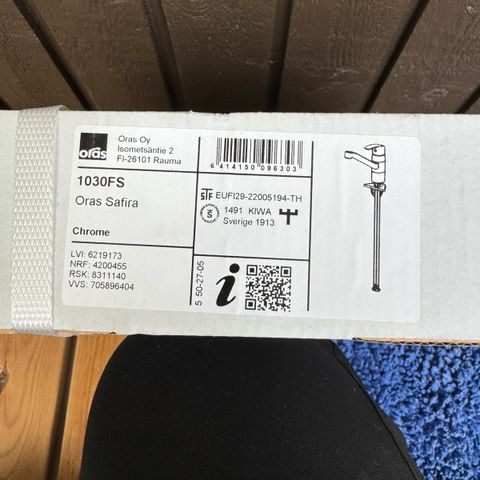 oras
Oras Oy
Isometsäntie 2
FI-26101 Rauma
1030FS
Oras Safira
Chrome
LVI: 6219173
NRF: 4200455
RSK: 8311140
VVS: 705896404
6 414150 096303
STF EUFI29-22005194-TH
S 1491 KIWA
Sverige 1913
5 50-27-05
i